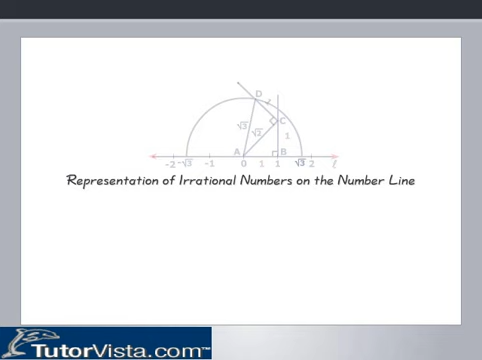 D
√3
√2
C
1
A
B
-2
-√3
-1
0
1
1
√3
2
ℓ
Representation of Irrational Numbers on the Number Line
TutorVista.com™